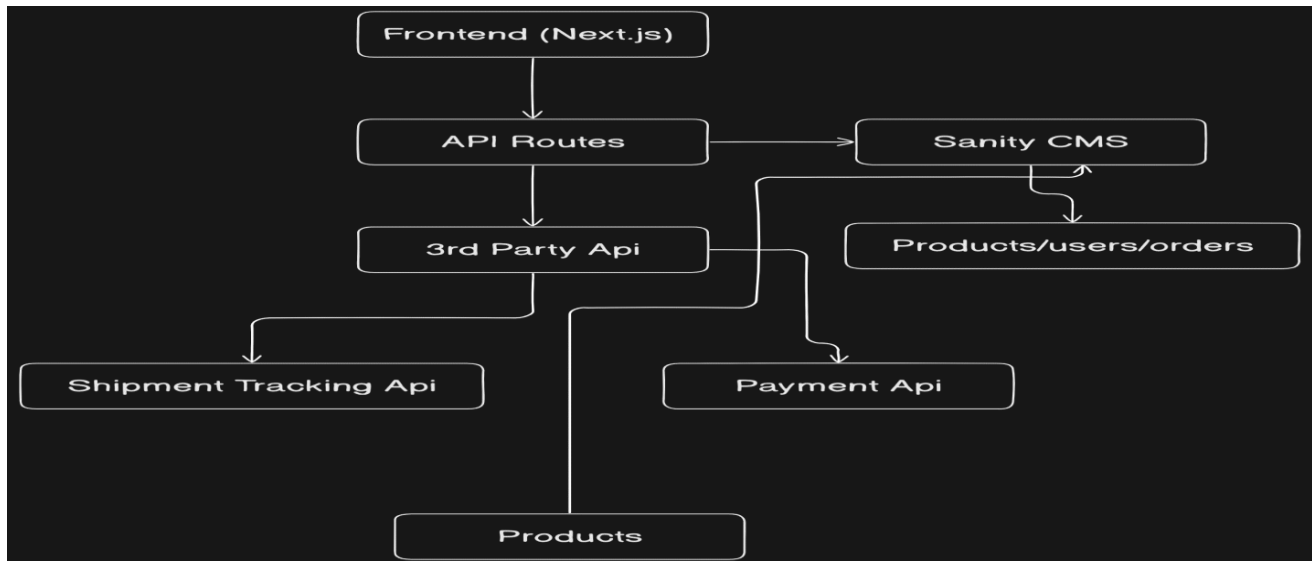 Frontend (Next.js)
API Routes
Sanity CMS
3rd Party Api
Products/users/orders
Shipment Tracking Api
Payment Api
Products